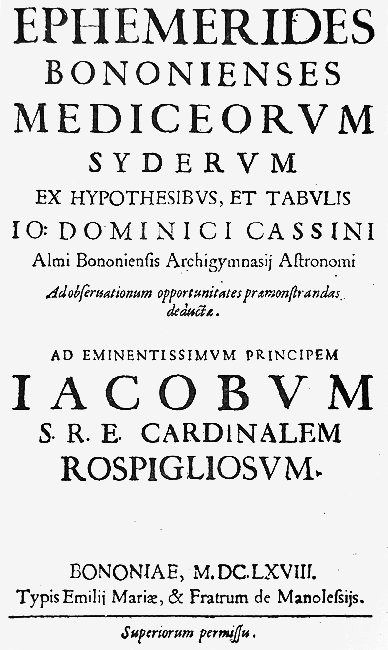 EPHEMERIDES
BONONIENSES
MEDICEORVM
SYDERVM
EX HYPOTHESIBVS, ET TABVLIS
IO: DOMINICI CASSINI
Almi Bononienſis Archigymnasij Aſtronomi
Ad obſeruationum opportunitates præmonſtrandas
deductæ.
AD EMINENTISSIMVM PRINCIPEM
IACOBVM
S. R. E. CARDINALEM
ROSPIGLIOSVM.
BONONIAE, M.DC.LXVIII.
Typis Emilij Mariæ, & Fratrum de Manoleſsijs.
Superiorum permiſſu.